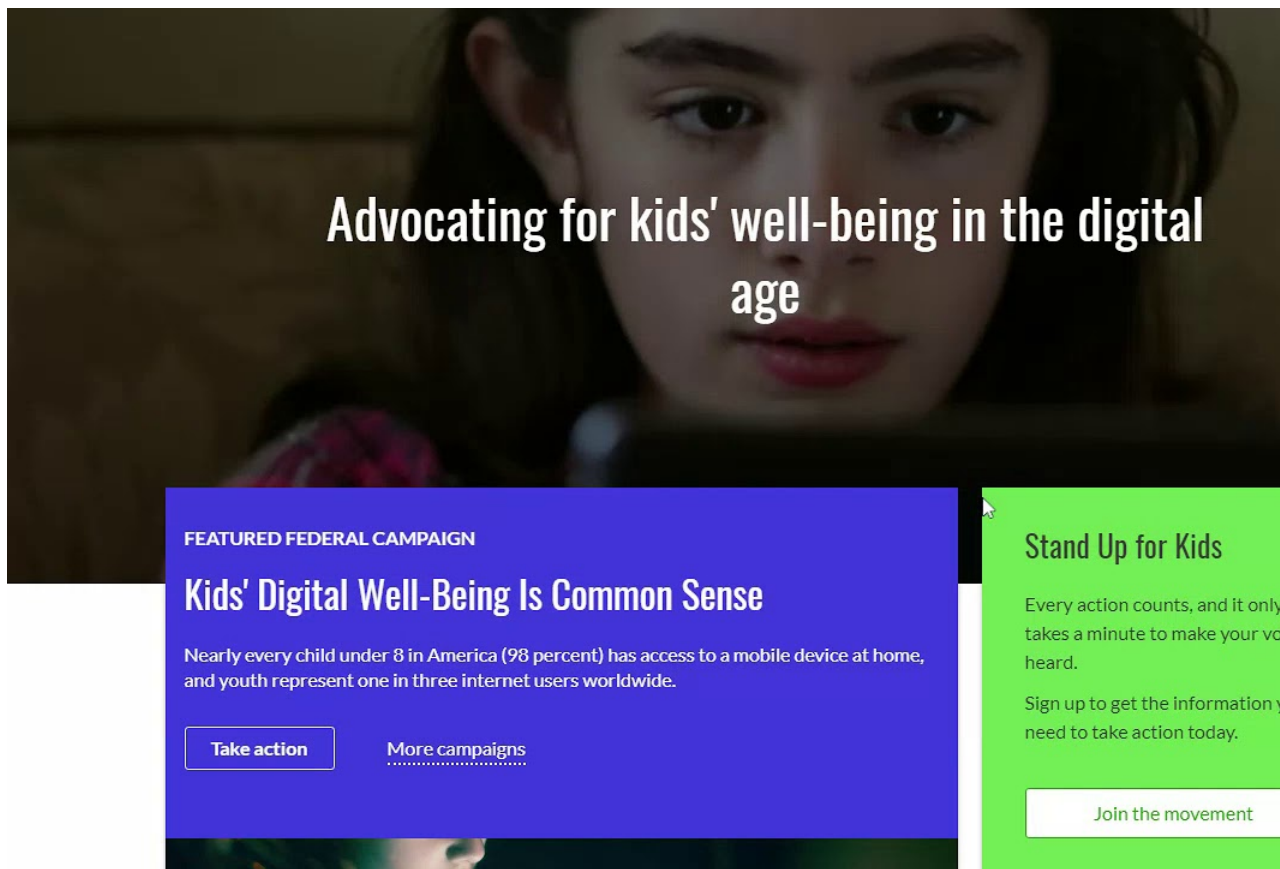 Advocating for kids' well-being in the digital
age
FEATURED FEDERAL CAMPAIGN
Kids' Digital Well-Being Is Common Sense
Nearly every child under 8 in America (98 percent) has access to a mobile device at home,
and youth represent one in three internet users worldwide.
Take action
More campaigns
Stand Up for Kids
Every action counts, and it only
takes a minute to make your
heard.
Sign up to get the information
need to take action today.
Join the movement